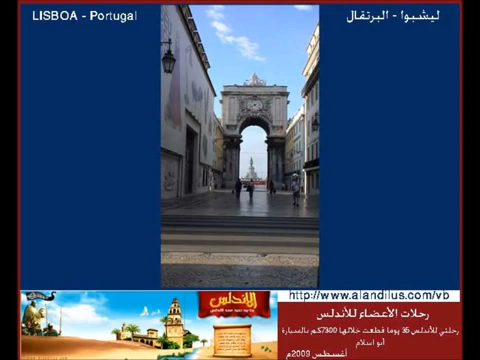 LISBOA - Portugal
ليشبوا - البرتغال
http://www.alandilus.com/vb
الأندلس
رحلات الأعضاء للأندلس
رحلتي للأندلس 35 يوما قطعت خلالها 7300كم بالسيارة
أبو اسلام
أغسطس 2009م